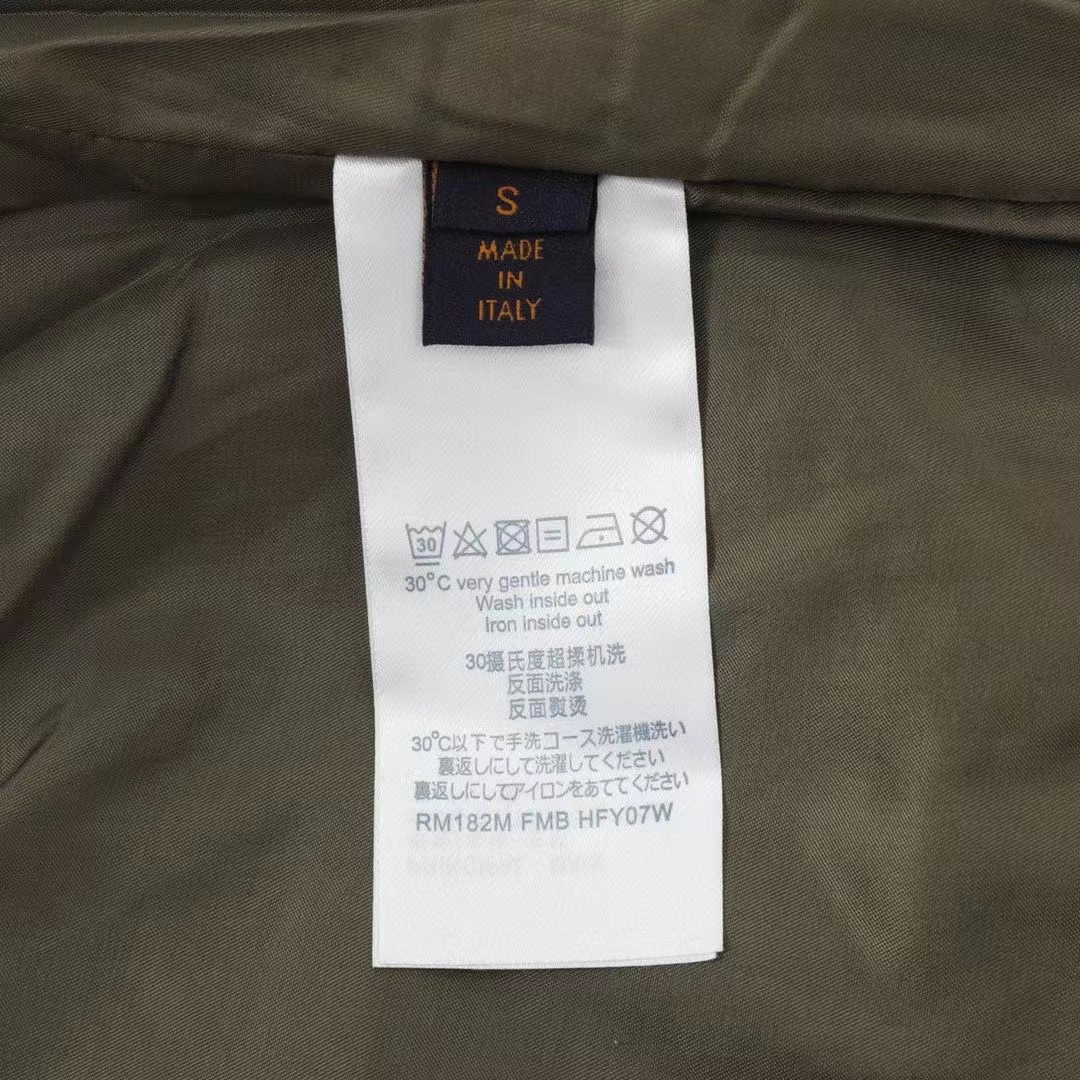 S
MADE
IN
ITALY
30
30°C very gentle machine wash
Wash inside out
Iron inside out
30摄氏度超揉机洗
反面洗涤
反面熨烫
30°C以下で手洗コース洗濯機洗い
裏返しにして洗濯してください
裏返しにしてアイロンをあててください
RM182M FMB HFY07W